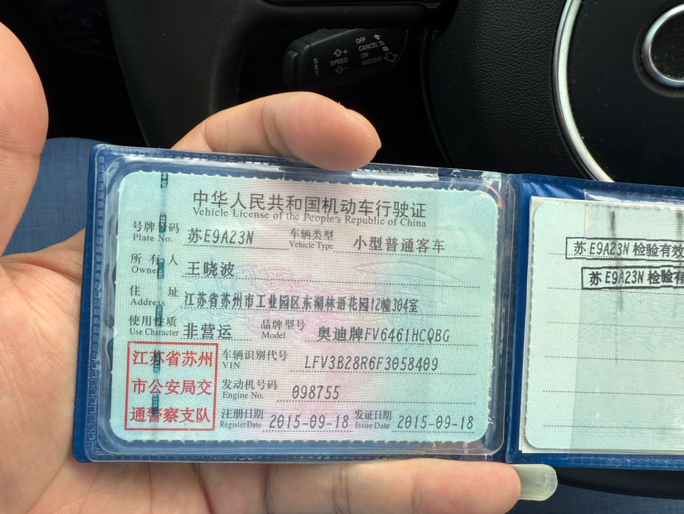 OFF
CANCEL
ON
RESUME
SPEED
SET
中华人民共和国机动车行驶证
Vehicle License of the People's Republic of China
号牌号码 苏E9A23N 车辆类型 小型普通客车
Plate No. Vehicle Type
所有人 王晓波
Owner
住址 江苏省苏州市工业园区东湖林语花园12幢304室
Address
使用性质 非营运 品牌型号 奥迪牌FV6461HCQBG
Use Character Model
江苏省苏州
市公安局交
通警察支队
车辆识别代号 LFV3B28R6F3058409
VIN
发动机号码 098755
Engine No.
注册日期 2015-09-18 发证日期 2015-09-18
Register Date Issue Date
苏E9A23N 检验有效
苏E9A23N 检验有